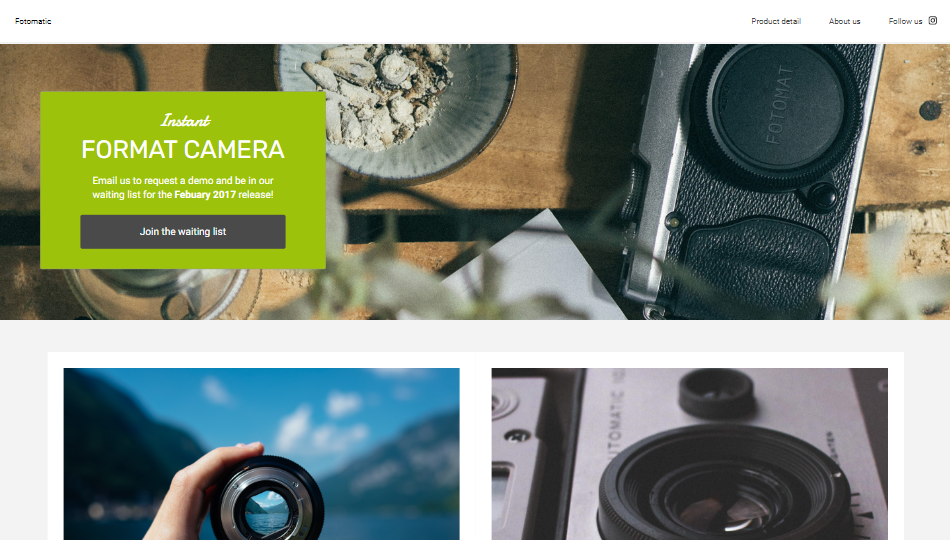 Fotomatic
Product detail
About us
Follow us
Instant
FORMAT CAMERA
Email us to request a demo and be in our
waiting list for the Febuary 2017 release!
Join the waiting list
FOTOMAT